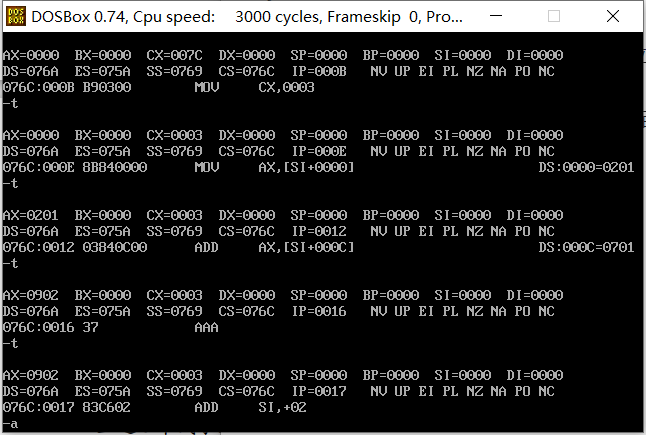 DOSBox 0.74, Cpu speed:    3000 cycles, Frameskip  0, Pro...
AX=0000  BX=0000  CX=007C  DX=0000  SP=0000  BP=0000  SI=0000  DI=0000
DS=076A  ES=075A  SS=0769  CS=076C  IP=000B   NV UP EI PL NZ NA PO NC
076C:000B B90300        MOV     CX,0003
-t
AX=0000  BX=0000  CX=0003  DX=0000  SP=0000  BP=0000  SI=0000  DI=0000
DS=076A  ES=075A  SS=0769  CS=076C  IP=000E   NV UP EI PL NZ NA PO NC
076C:000E 8B840000      MOV     AX,[SI+0000]                       DS:0000=0201
-t
AX=0201  BX=0000  CX=0003  DX=0000  SP=0000  BP=0000  SI=0000  DI=0000
DS=076A  ES=075A  SS=0769  CS=076C  IP=0012   NV UP EI PL NZ NA PO NC
076C:0012 03840C00      ADD     AX,[SI+000C]                       DS:000C=0701
-t
AX=0902  BX=0000  CX=0003  DX=0000  SP=0000  BP=0000  SI=0000  DI=0000
DS=076A  ES=075A  SS=0769  CS=076C  IP=0016   NV UP EI PL NZ NA PO NC
076C:0016 37            AAA
-t
AX=0902  BX=0000  CX=0003  DX=0000  SP=0000  BP=0000  SI=0000  DI=0000
DS=076A  ES=075A  SS=0769  CS=076C  IP=0017   NV UP EI PL NZ NA PO NC
076C:0017 83C602        ADD     SI,+02
-a